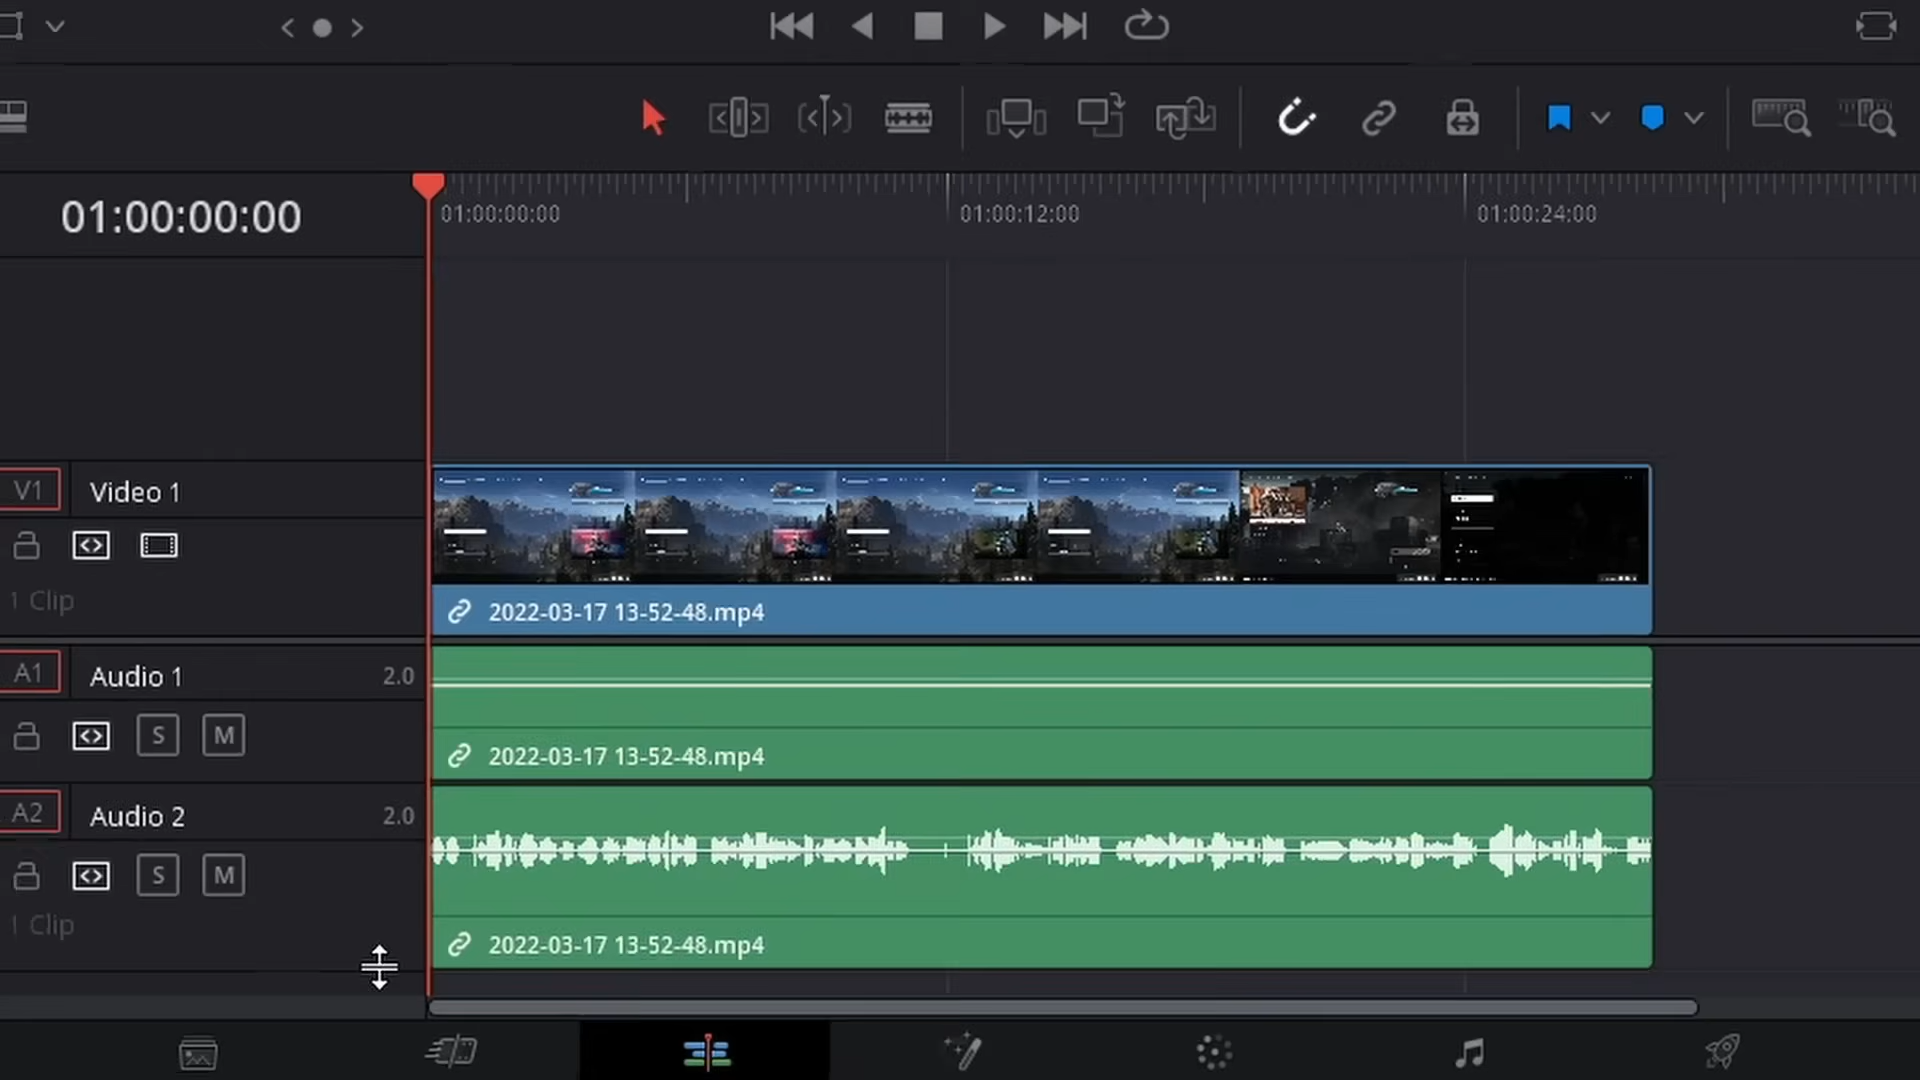 01:00:00:00
01:00:00:00
01:00:12:00
01:00:24:00
V1
Video 1
1 Clip
2022-03-17 13-52-48.mp4
A1
Audio 1
2.0
S
M
2022-03-17 13-52-48.mp4
A2
Audio 2
2.0
S
M
1 Clip
2022-03-17 13-52-48.mp4